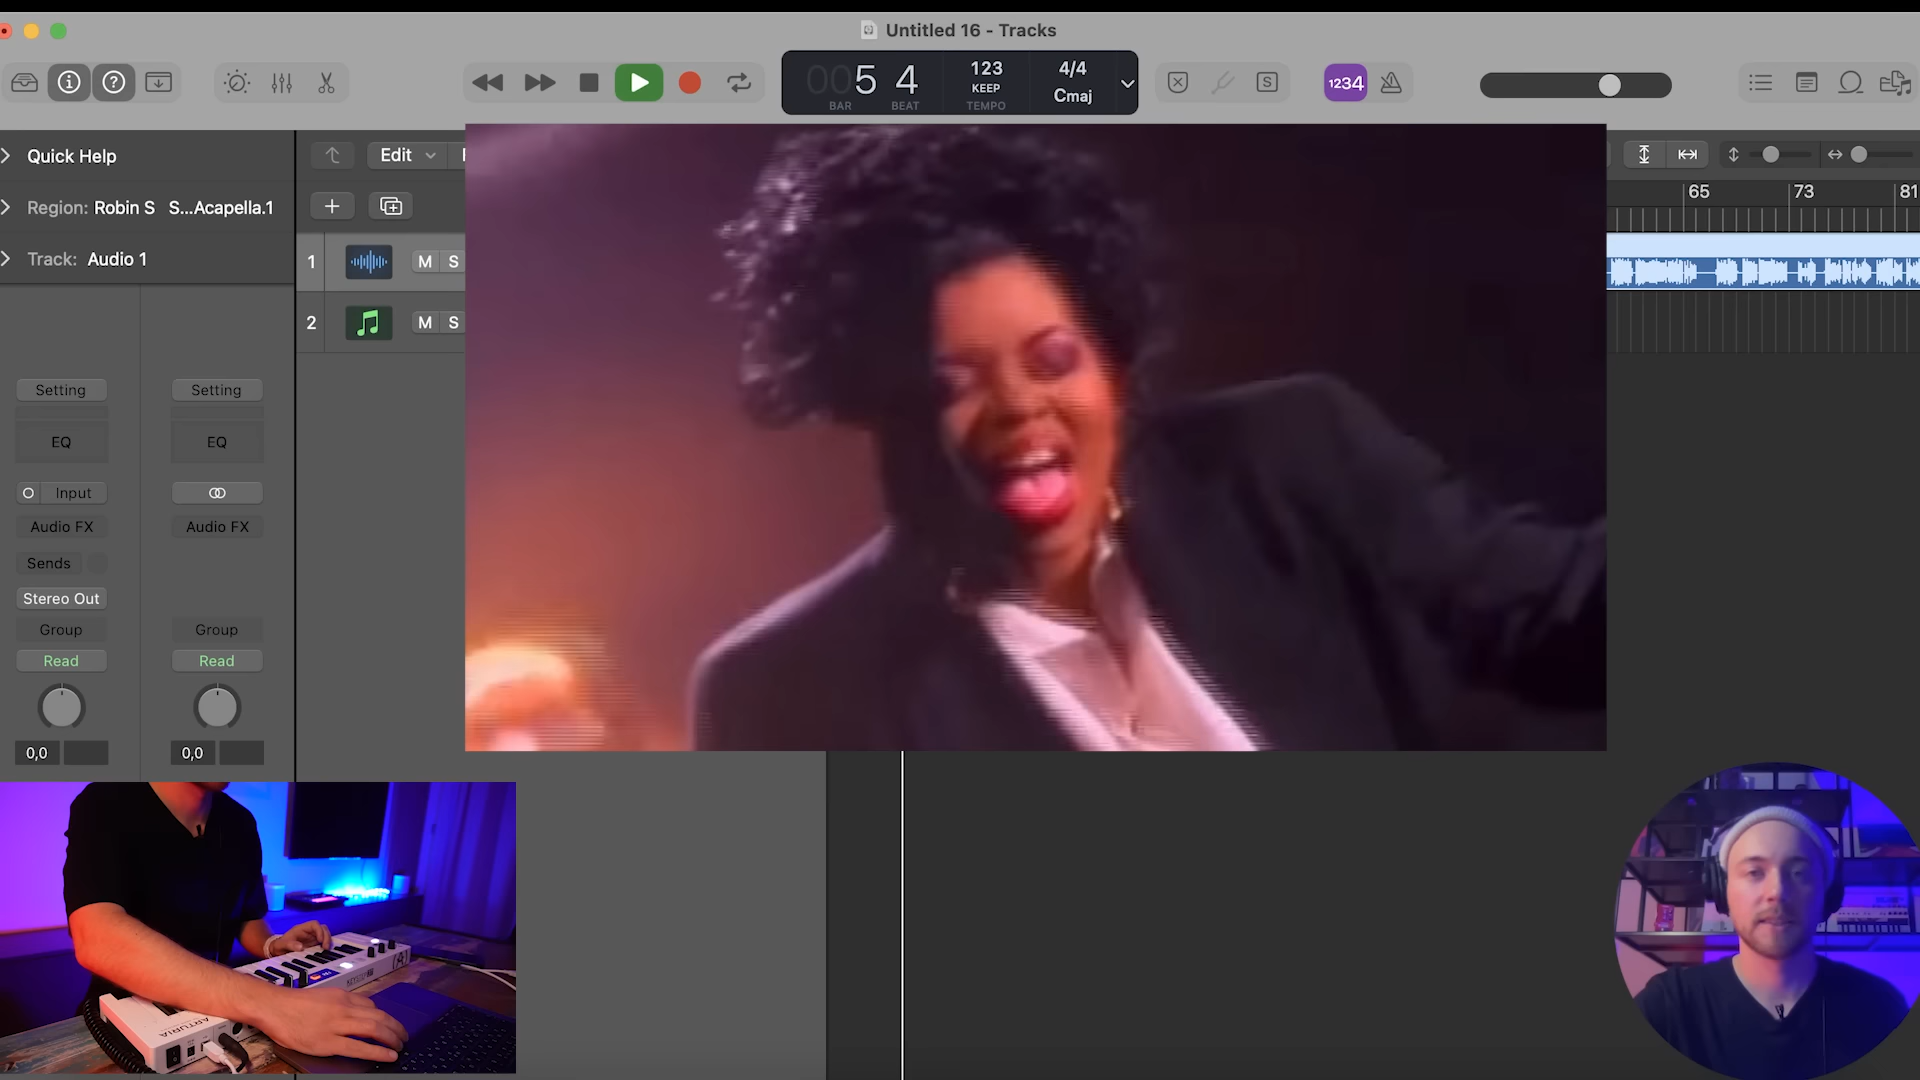 Untitled 16 - Tracks
005 4
BAR BEAT
123
KEEP
TEMPO
4/4
Cmaj
S
1234
Quick Help
Region: Robin S S...Acapella.1
Track: Audio 1
Edit
65 73 81
1 M S
2 M S
Setting Setting
EQ EQ
Input
Audio FX Audio FX
Sends
Stereo Out
Group Group
Read Read
0,0 0,0
ARTURIA